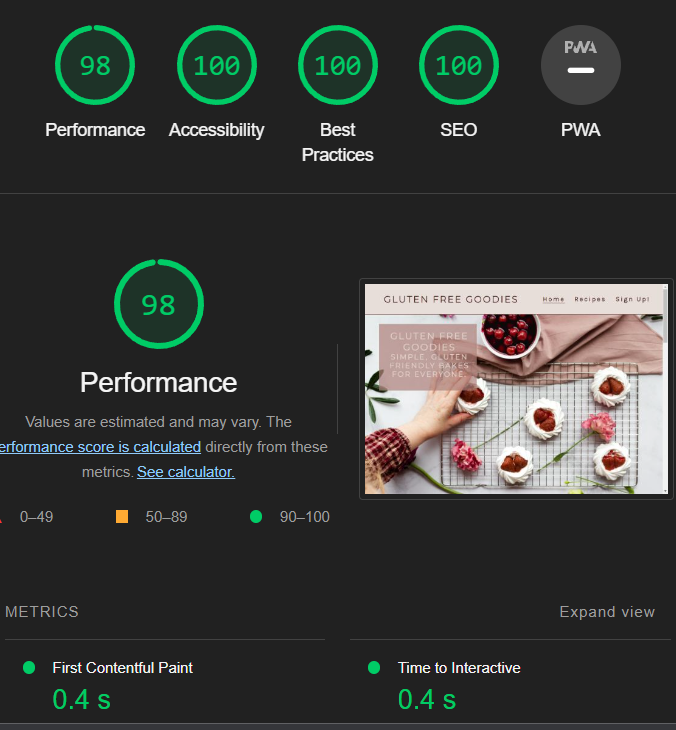 98
100
100
100
PWA
Performance
Accessibility
Best
Practices
SEO
PWA
98
Performance
Values are estimated and may vary. The
erformance score is calculated directly from these
metrics. See calculator.
0–49
50–89
90–100
GLUTEN FREE GOODIES
Home Recipes Sign Up!
GLUTEN FREE
GOODIES
SIMPLE, GLUTEN
FRIENDLY BAKES
FOR EVERYONE.
METRICS
Expand view
First Contentful Paint
0.4 s
Time to Interactive
0.4 s